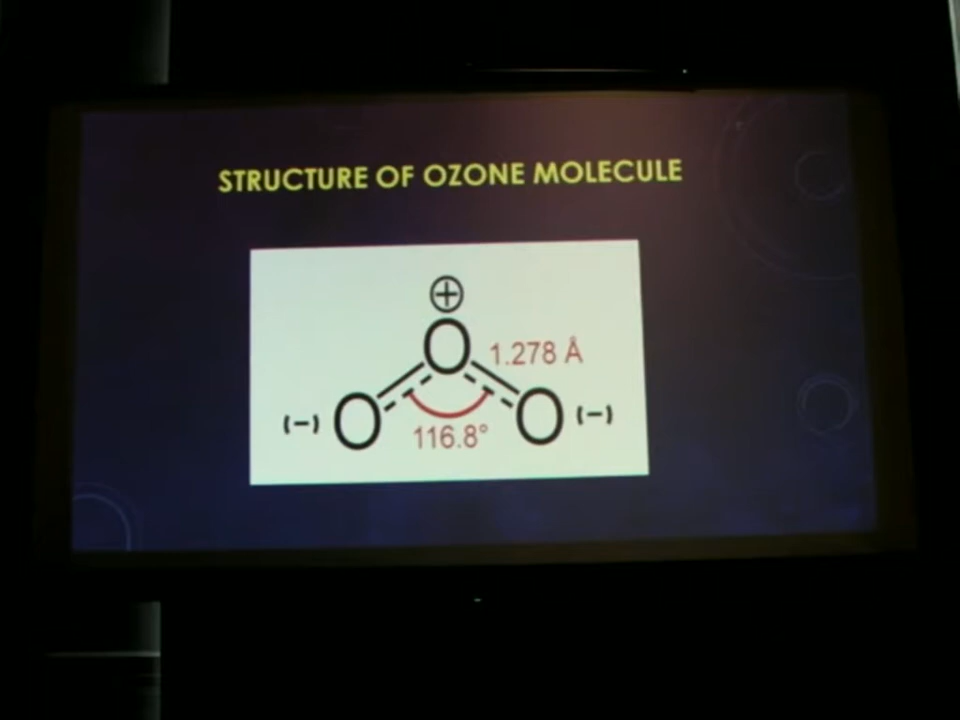 STRUCTURE OF OZONE MOLECULE
⊕
O
1.278 Å
(−) O O (−)
116.8°